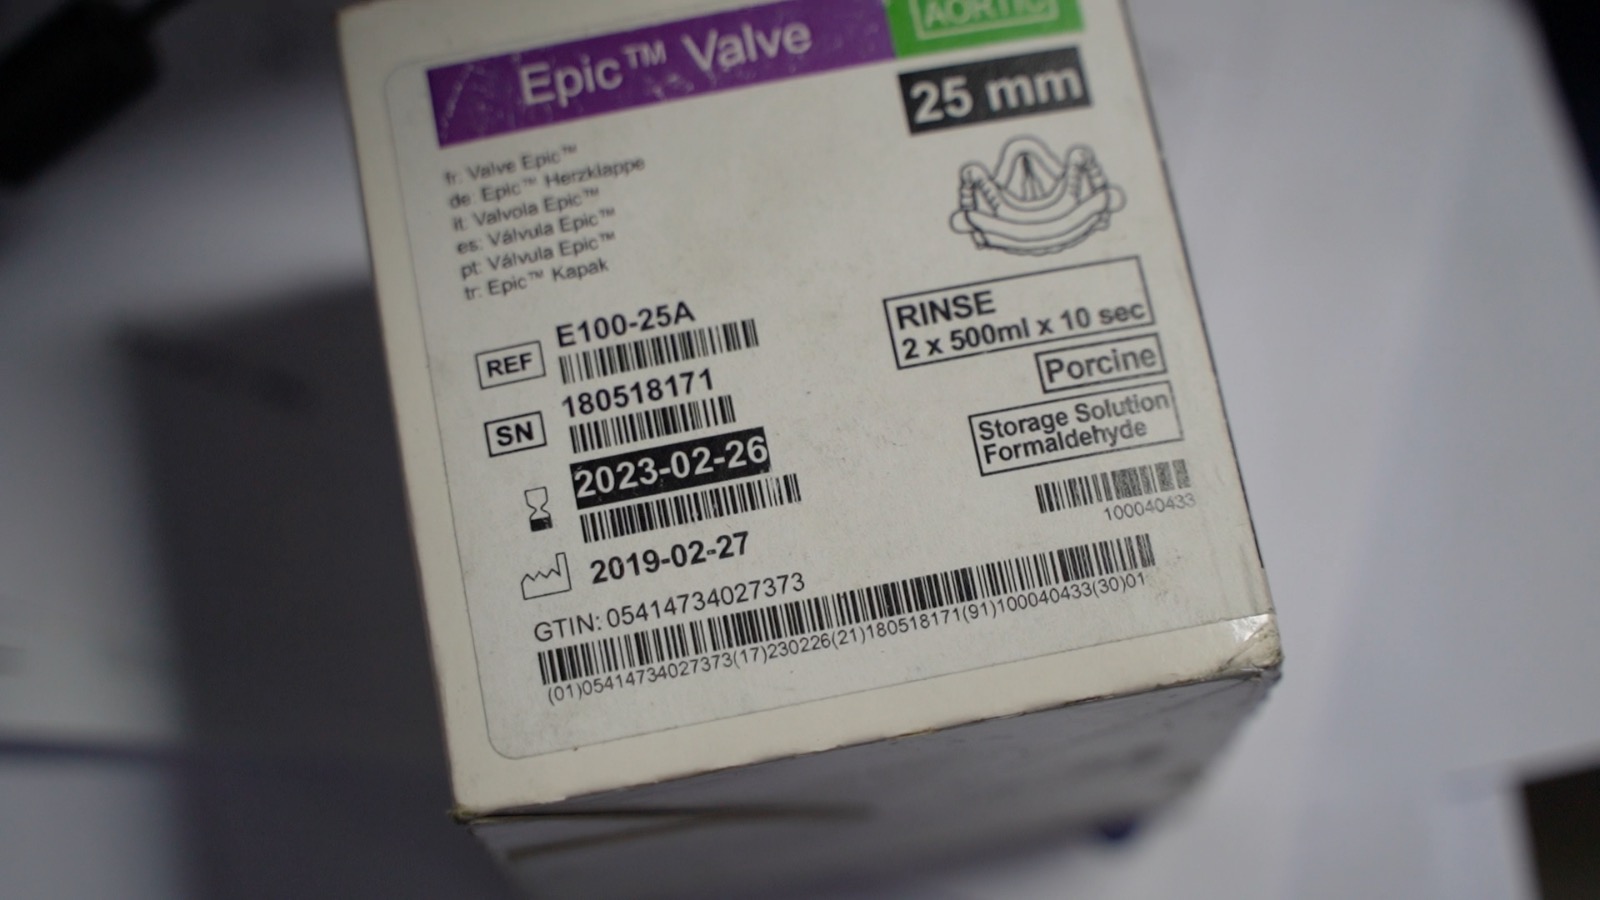 Epic™ Valve
AORTIC
25 mm
fr: Valve Epic™
de: Epic™ Herzklappe
it: Valvola Epic™
es: Válvula Epic™
pt: Válvula Epic™
tr: Epic™ Kapak
REF E100-25A
SN 180518171
2023-02-26
2019-02-27
RINSE
2 x 500ml x 10 sec
Porcine
Storage Solution
Formaldehyde
100040433
GTIN: 05414734027373
(01)05414734027373(17)230226(21)180518171(91)100040433(30)01